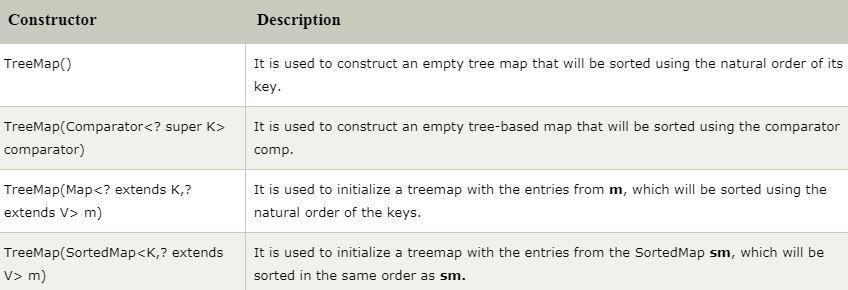 Constructor Description
TreeMap() It is used to construct an empty tree map that will be sorted using the natural order of its
key.
TreeMap(Comparator<? super K> It is used to construct an empty tree-based map that will be sorted using the comparator
comparator) comp.
TreeMap(Map<? extends K,? It is used to initialize a treemap with the entries from m, which will be sorted using the
extends V> m) natural order of the keys.
TreeMap(SortedMap<K,? extends It is used to initialize a treemap with the entries from the SortedMap sm, which will be
V> m) sorted in the same order as sm.